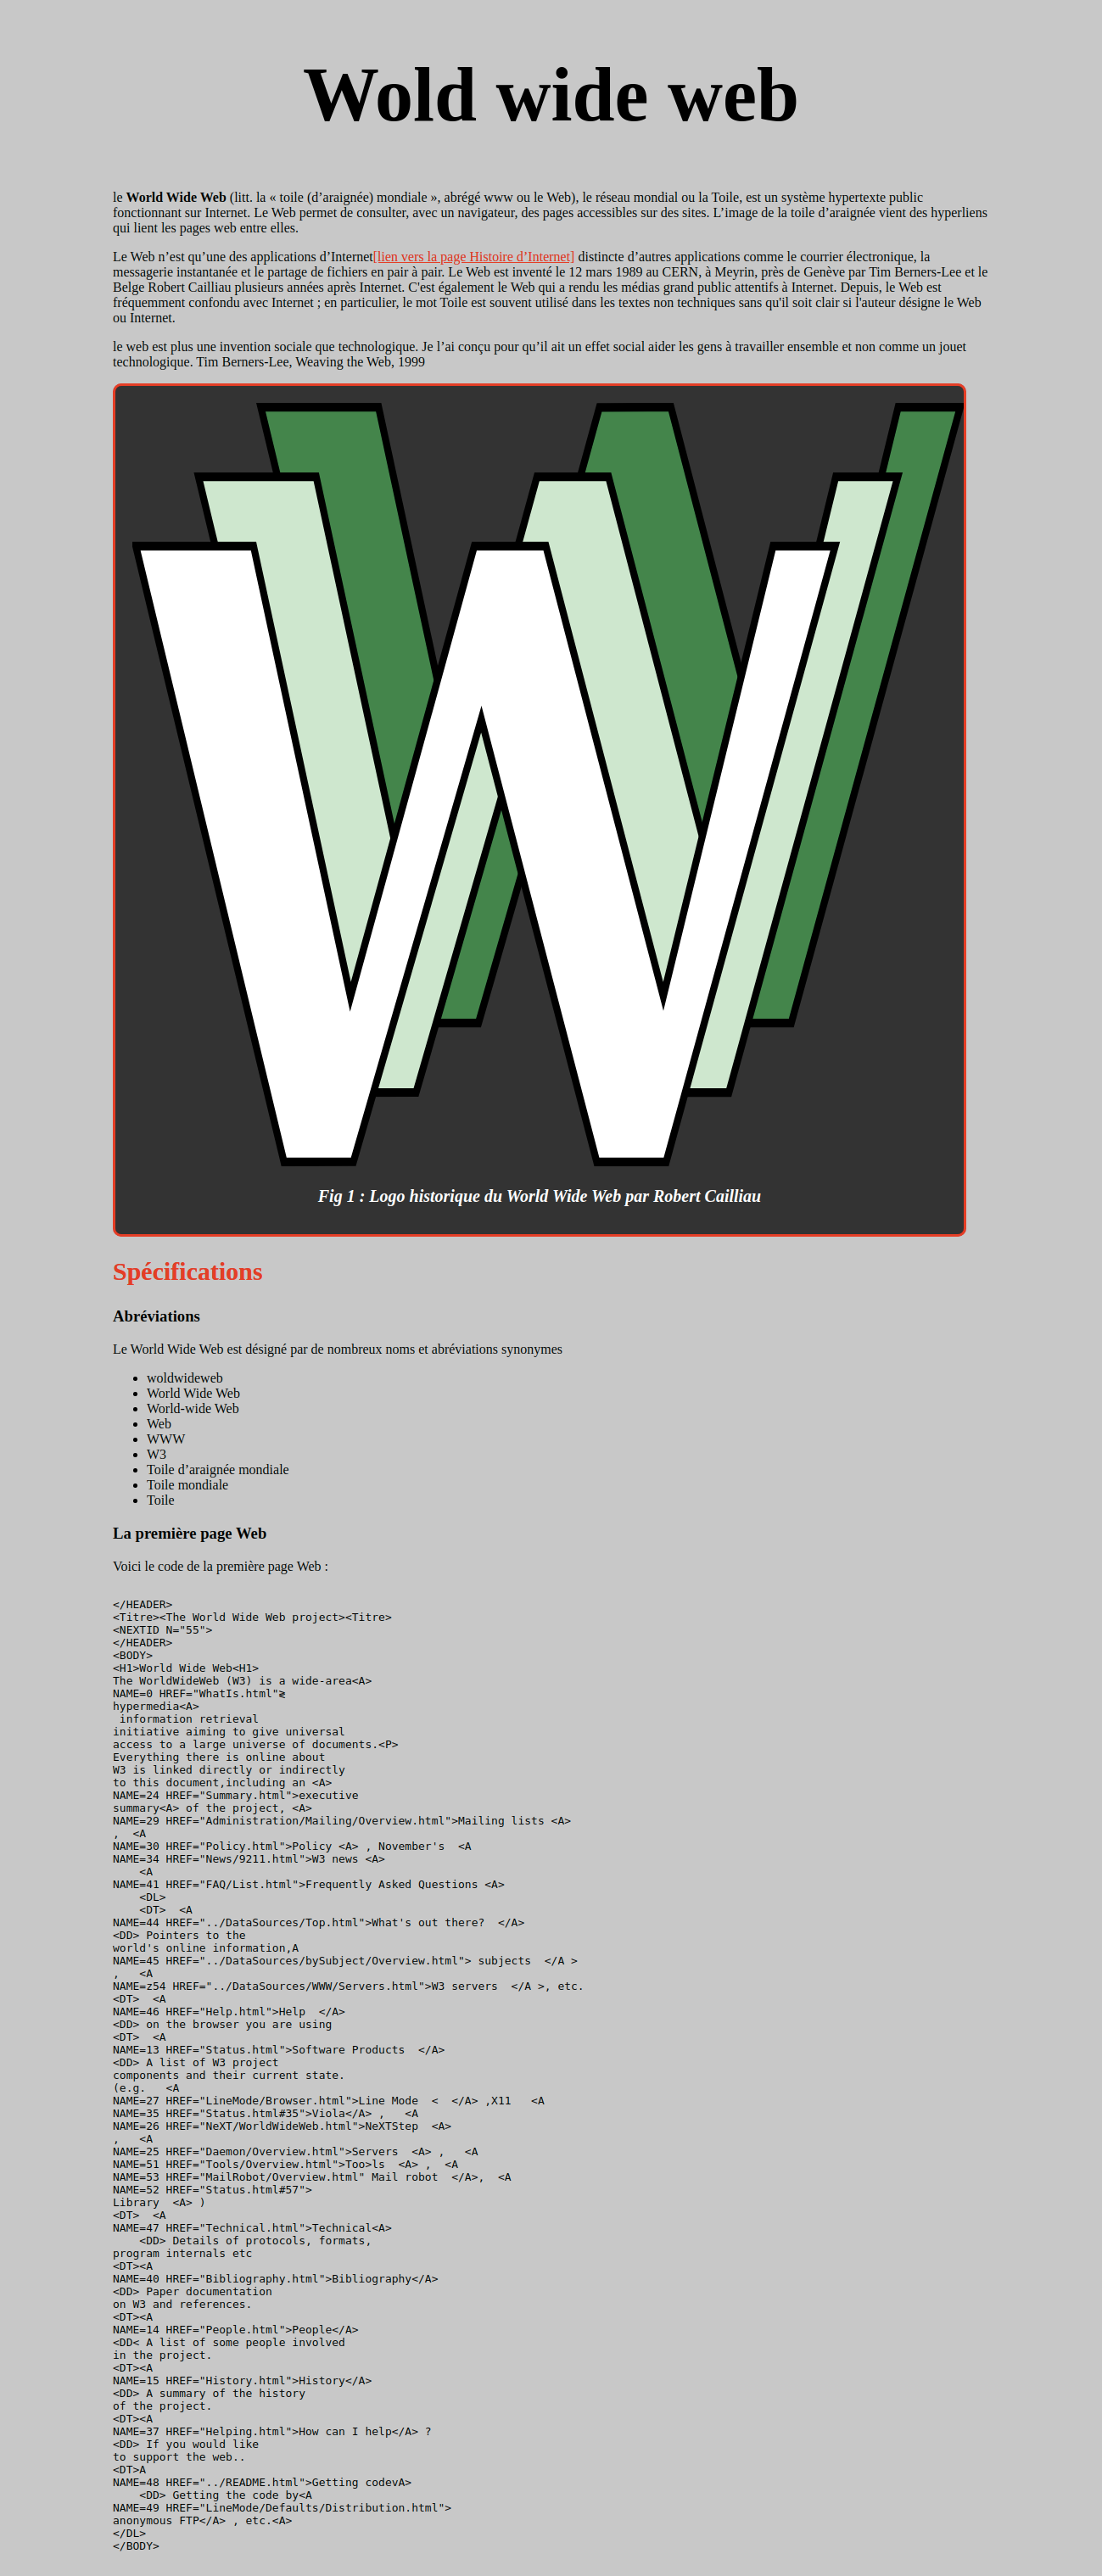 Wold wide web
le World Wide Web (litt. la « toile (d’araignée) mondiale », abrégé www ou le Web), le réseau mondial ou la Toile, est un système hypertexte public
fonctionnant sur Internet. Le Web permet de consulter, avec un navigateur, des pages accessibles sur des sites. L’image de la toile d’araignée vient des hyperliens
qui lient les pages web entre elles.
Le Web n’est qu’une des applications d’Internet[lien vers la page Histoire d’Internet] distincte d’autres applications comme le courrier électronique, la
messagerie instantanée et le partage de fichiers en pair à pair. Le Web est inventé le 12 mars 1989 au CERN, à Meyrin, près de Genève par Tim Berners-Lee et le
Belge Robert Cailliau plusieurs années après Internet. C'est également le Web qui a rendu les médias grand public attentifs à Internet. Depuis, le Web est
fréquemment confondu avec Internet ; en particulier, le mot Toile est souvent utilisé dans les textes non techniques sans qu'il soit clair si l'auteur désigne le Web
ou Internet.
le web est plus une invention sociale que technologique. Je l’ai conçu pour qu’il ait un effet social aider les gens à travailler ensemble et non comme un jouet
technologique. Tim Berners-Lee, Weaving the Web, 1999
Fig 1 : Logo historique du World Wide Web par Robert Cailliau
Spécifications
Abréviations
Le World Wide Web est désigné par de nombreux noms et abréviations synonymes
woldwideweb
World Wide Web
World-wide Web
Web
WWW
W3
Toile d’araignée mondiale
Toile mondiale
Toile
La première page Web
Voici le code de la première page Web :
</HEADER>
<Titre><The World Wide Web project><Titre>
<NEXTID N="55">
</HEADER>
<BODY>
<H1>World Wide Web<H1>
The WorldWideWeb (W3) is a wide-area<A>
NAME=0 HREF="WhatIs.html"≷
hypermedia<A>
 information retrieval
initiative aiming to give universal
access to a large universe of documents.<P>
Everything there is online about
W3 is linked directly or indirectly
to this document,including an <A>
NAME=24 HREF="Summary.html">executive
summary<A> of the project, <A>
NAME=29 HREF="Administration/Mailing/Overview.html">Mailing lists <A>
,  <A
NAME=30 HREF="Policy.html">Policy <A> , November's  <A
NAME=34 HREF="News/9211.html">W3 news <A>
    <A
NAME=41 HREF="FAQ/List.html">Frequently Asked Questions <A>
    <DL>
    <DT>  <A
NAME=44 HREF="../DataSources/Top.html">What's out there?  </A>
<DD> Pointers to the
world's online information,A
NAME=45 HREF="../DataSources/bySubject/Overview.html"> subjects  </A >
,   <A
NAME=z54 HREF="../DataSources/WWW/Servers.html">W3 servers  </A >, etc.
<DT>  <A
NAME=46 HREF="Help.html">Help  </A>
<DD> on the browser you are using
<DT>  <A
NAME=13 HREF="Status.html">Software Products  </A>
<DD> A list of W3 project
components and their current state.
(e.g.   <A
NAME=27 HREF="LineMode/Browser.html">Line Mode  <  </A> ,X11   <A
NAME=35 HREF="Status.html#35">Viola</A> ,   <A
NAME=26 HREF="NeXT/WorldWideWeb.html">NeXTStep  <A>
,   <A
NAME=25 HREF="Daemon/Overview.html">Servers  <A> ,   <A
NAME=51 HREF="Tools/Overview.html">Too>ls  <A> ,  <A
NAME=53 HREF="MailRobot/Overview.html" Mail robot  </A>,  <A
NAME=52 HREF="Status.html#57">
Library  <A> )
<DT>  <A
NAME=47 HREF="Technical.html">Technical<A>
    <DD> Details of protocols, formats,
program internals etc
<DT><A
NAME=40 HREF="Bibliography.html">Bibliography</A>
<DD> Paper documentation
on W3 and references.
<DT><A
NAME=14 HREF="People.html">People</A>
<DD< A list of some people involved
in the project.
<DT><A
NAME=15 HREF="History.html">History</A>
<DD> A summary of the history
of the project.
<DT><A
NAME=37 HREF="Helping.html">How can I help</A> ?
<DD> If you would like
to support the web..
<DT>A
NAME=48 HREF="../README.html">Getting codevA>
    <DD> Getting the code by<A
NAME=49 HREF="LineMode/Defaults/Distribution.html">
anonymous FTP</A> , etc.<A>
</DL>
</BODY>